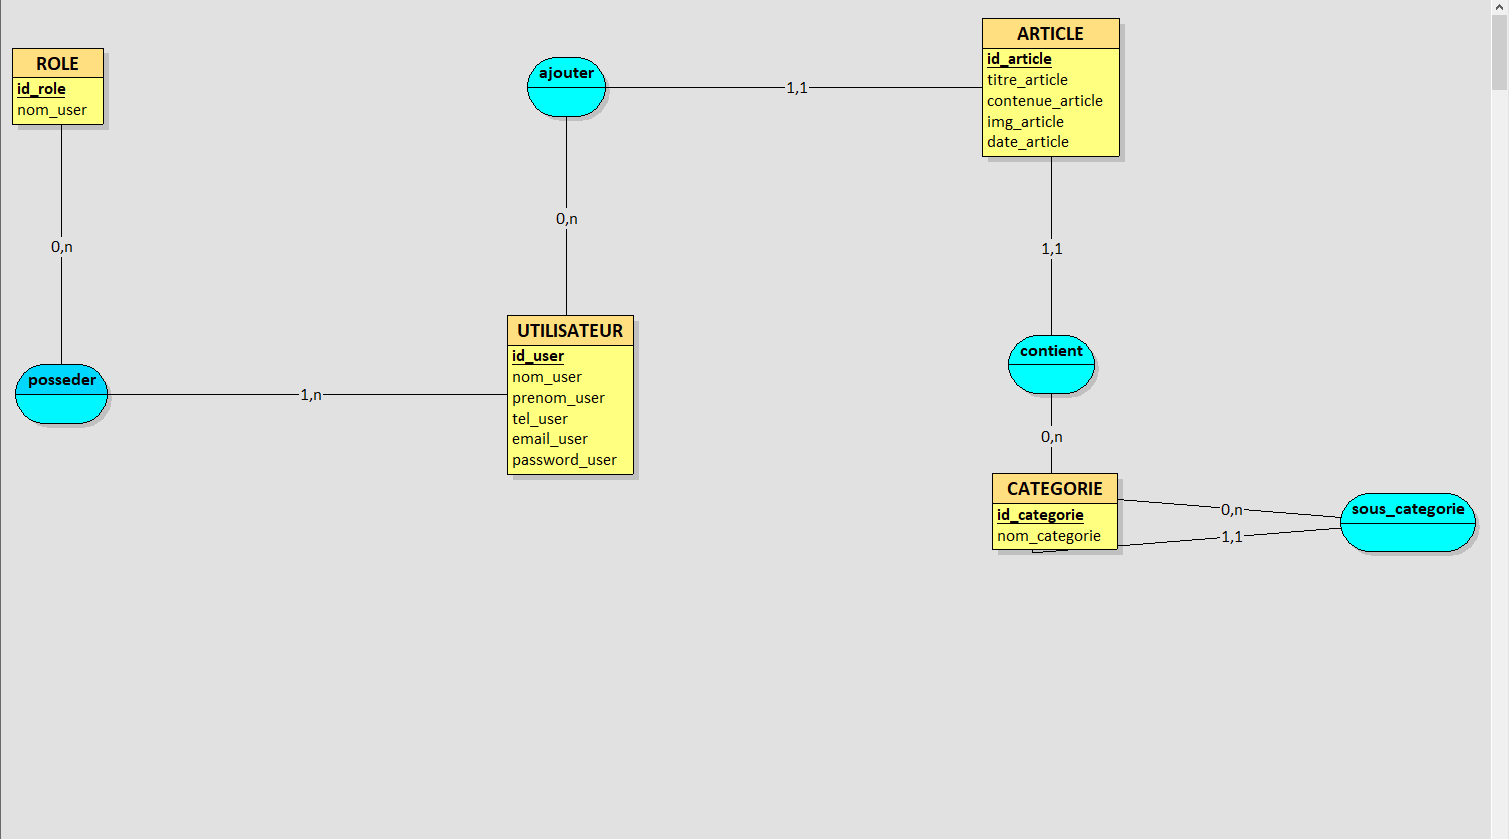 ROLE
id_role
nom_user
0,n
posseder
1,n
ajouter
1,1
0,n
UTILISATEUR
id_user
nom_user
prenom_user
tel_user
email_user
password_user
ARTICLE
id_article
titre_article
contenue_article
img_article
date_article
1,1
contient
0,n
CATEGORIE
id_categorie
nom_categorie
0,n
1,1
sous_categorie